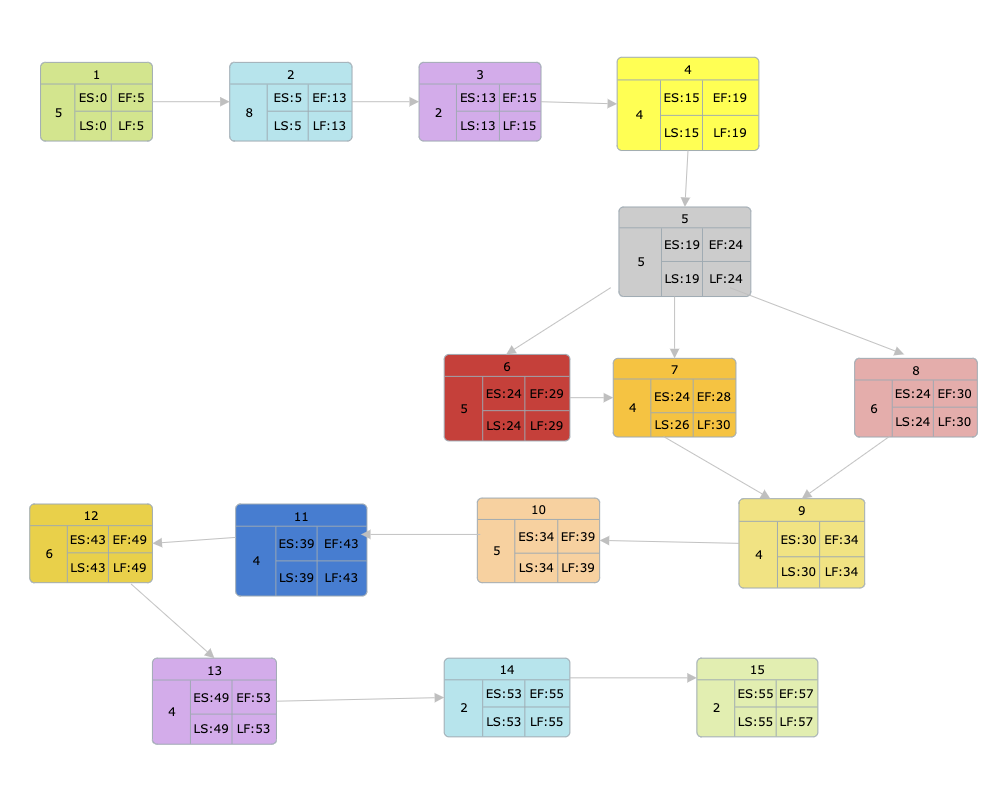 1
5
ES:0 EF:5
LS:0 LF:5
2
8
ES:5 EF:13
LS:5 LF:13
3
2
ES:13 EF:15
LS:13 LF:15
4
4
ES:15 EF:19
LS:15 LF:19
5
5
ES:19 EF:24
LS:19 LF:24
6
5
ES:24 EF:29
LS:24 LF:29
7
4
ES:24 EF:28
LS:26 LF:30
8
6
ES:24 EF:30
LS:24 LF:30
12
6
ES:43 EF:49
LS:43 LF:49
11
4
ES:39 EF:43
LS:39 LF:43
10
5
ES:34 EF:39
LS:34 LF:39
9
4
ES:30 EF:34
LS:30 LF:34
13
4
ES:49 EF:53
LS:49 LF:53
14
2
ES:53 EF:55
LS:53 LF:55
15
2
ES:55 EF:57
LS:55 LF:57